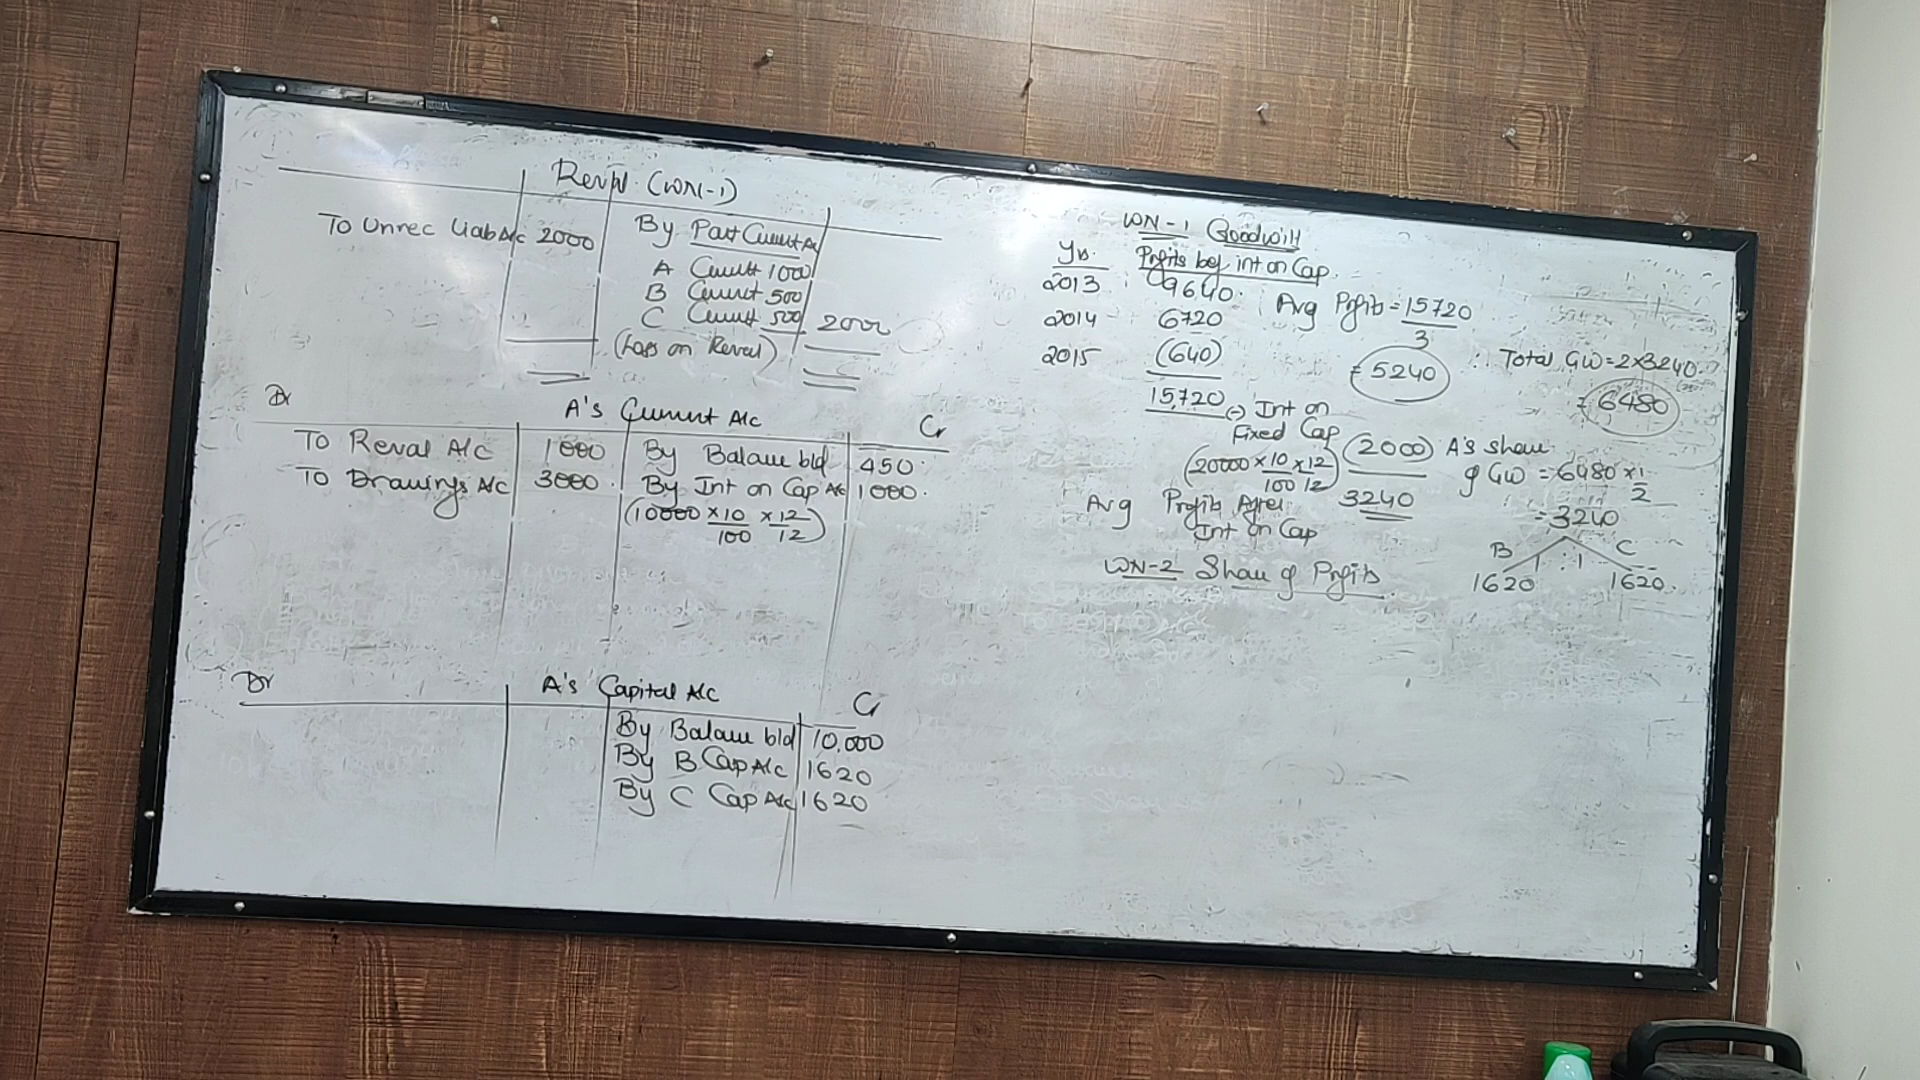 Reval (WN-1)
To Unrec Liab A/c 2000 By Part Current A/c
A Current 1000
B Current 500
C Current 500 2000
(Loss on Reval)
Dr A's Current A/c Cr
To Reval A/c 1000 By Balance b/d 450
To Drawings A/c 3000 By Int on Cap A/c 1000
(10000 × 10/100 × 12/12)
Dr A's Capital A/c Cr
By Balance b/d 10,000
By B Cap A/c 1620
By C Cap A/c 1620
WN-1 Goodwill
Yr. Profits bef int on Cap.
2013 9640
2014 6720
2015 (640)
15,720
Avg Profits = 15720/3
= 5240
(-) Int on
Fixed Cap (2000)
(20000 × 10/100 × 12/12)
Avg Profits After 3240
Int on Cap
∴ Total GW = 2×3240
= 6480
A's Share
of GW = 6480 × 1/2
= 3240
B C
1 : 1
1620 1620
WN-2 Share of Profits